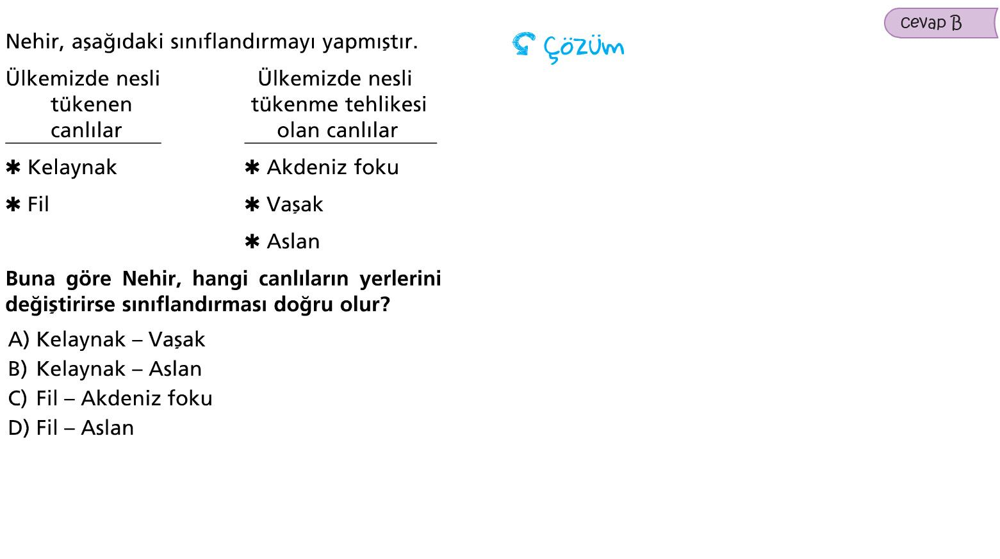 Nehir, aşağıdaki sınıflandırmayı yapmıştır.
Ülkemizde nesli
tükenen
canlılar
✱ Kelaynak
✱ Fil
Ülkemizde nesli
tükenme tehlikesi
olan canlılar
✱ Akdeniz foku
✱ Vaşak
✱ Aslan
Buna göre Nehir, hangi canlıların yerlerini
değiştirirse sınıflandırması doğru olur?
A) Kelaynak – Vaşak
B) Kelaynak – Aslan
C) Fil – Akdeniz foku
D) Fil – Aslan
Çözüm
Cevap B